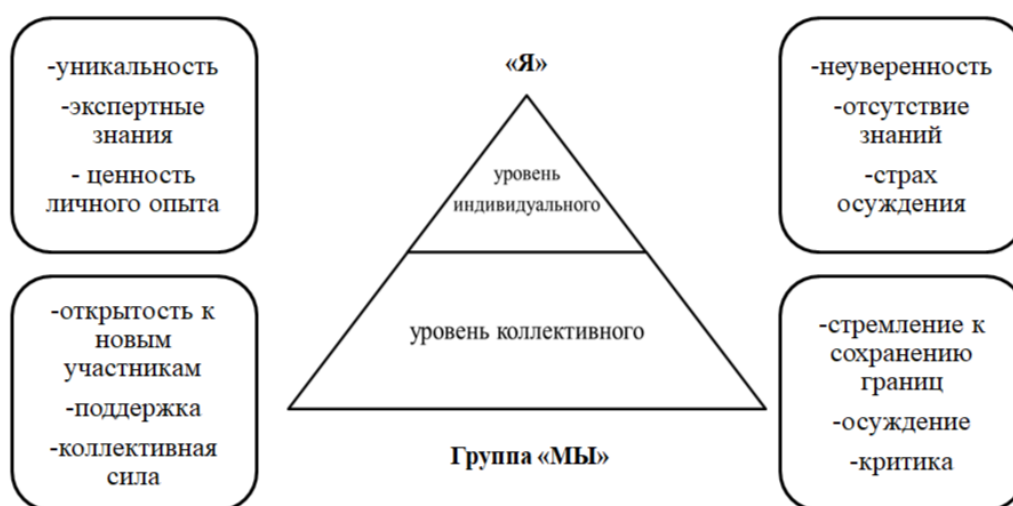 -уникальность
-экспертные
знания
- ценность
личного опыта
«Я»
уровень
индивидуального
-неуверенность
-отсутствие
знаний
-страх
осуждения
-открытость к
новым
участникам
-поддержка
-коллективная
сила
уровень коллективного
Группа «МЫ»
-стремление к
сохранению
границ
-осуждение
-критика